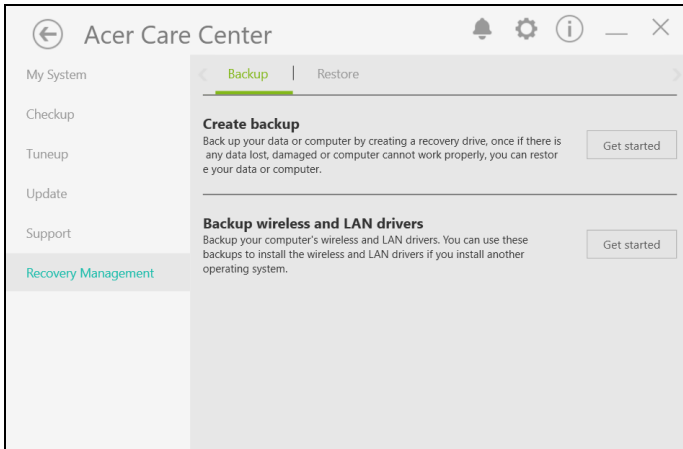 Acer Care Center
My System
Checkup
Tuneup
Update
Support
Recovery Management
Backup | Restore
Create backup
Back up your data or computer by creating a recovery drive, once if there is
any data lost, damaged or computer cannot work properly, you can restor
e your data or computer.
Get started
Backup wireless and LAN drivers
Backup your computer's wireless and LAN drivers. You can use these
backups to install the wireless and LAN drivers if you install another
operating system.
Get started